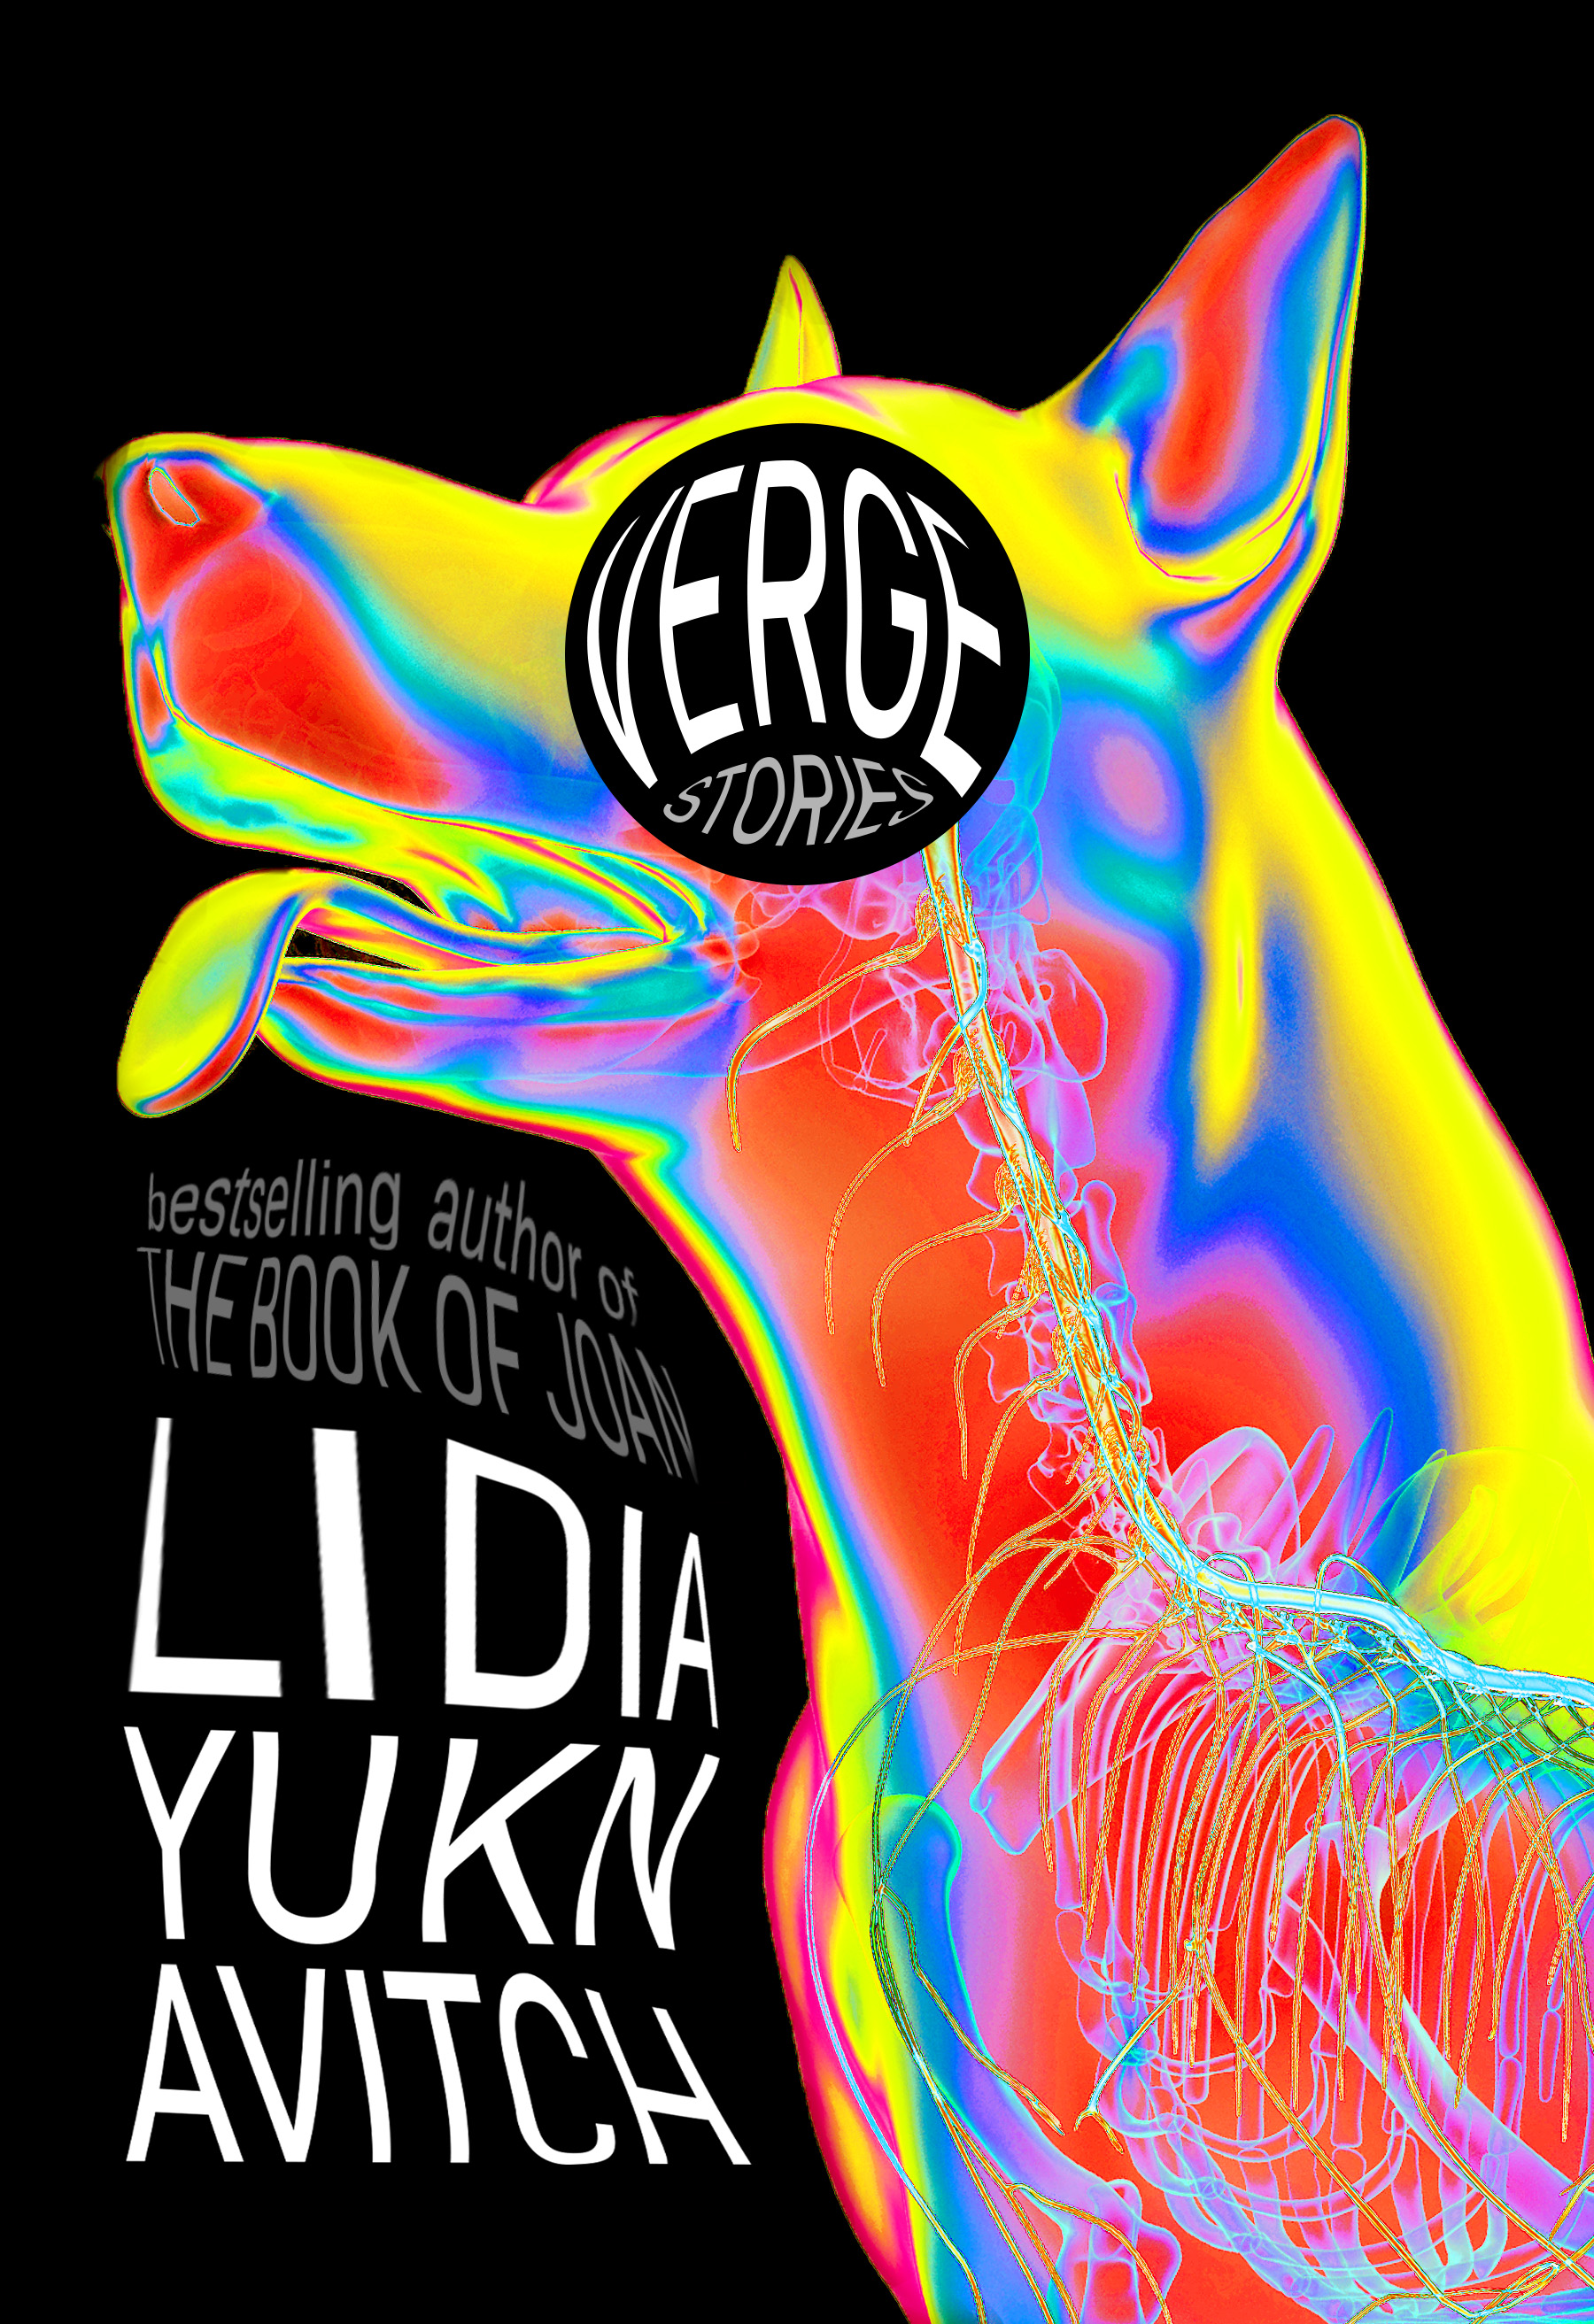 VERGE
STORIES
bestselling author of
THE BOOK OF JOAN
LIDIA
YUKN
AVITCH